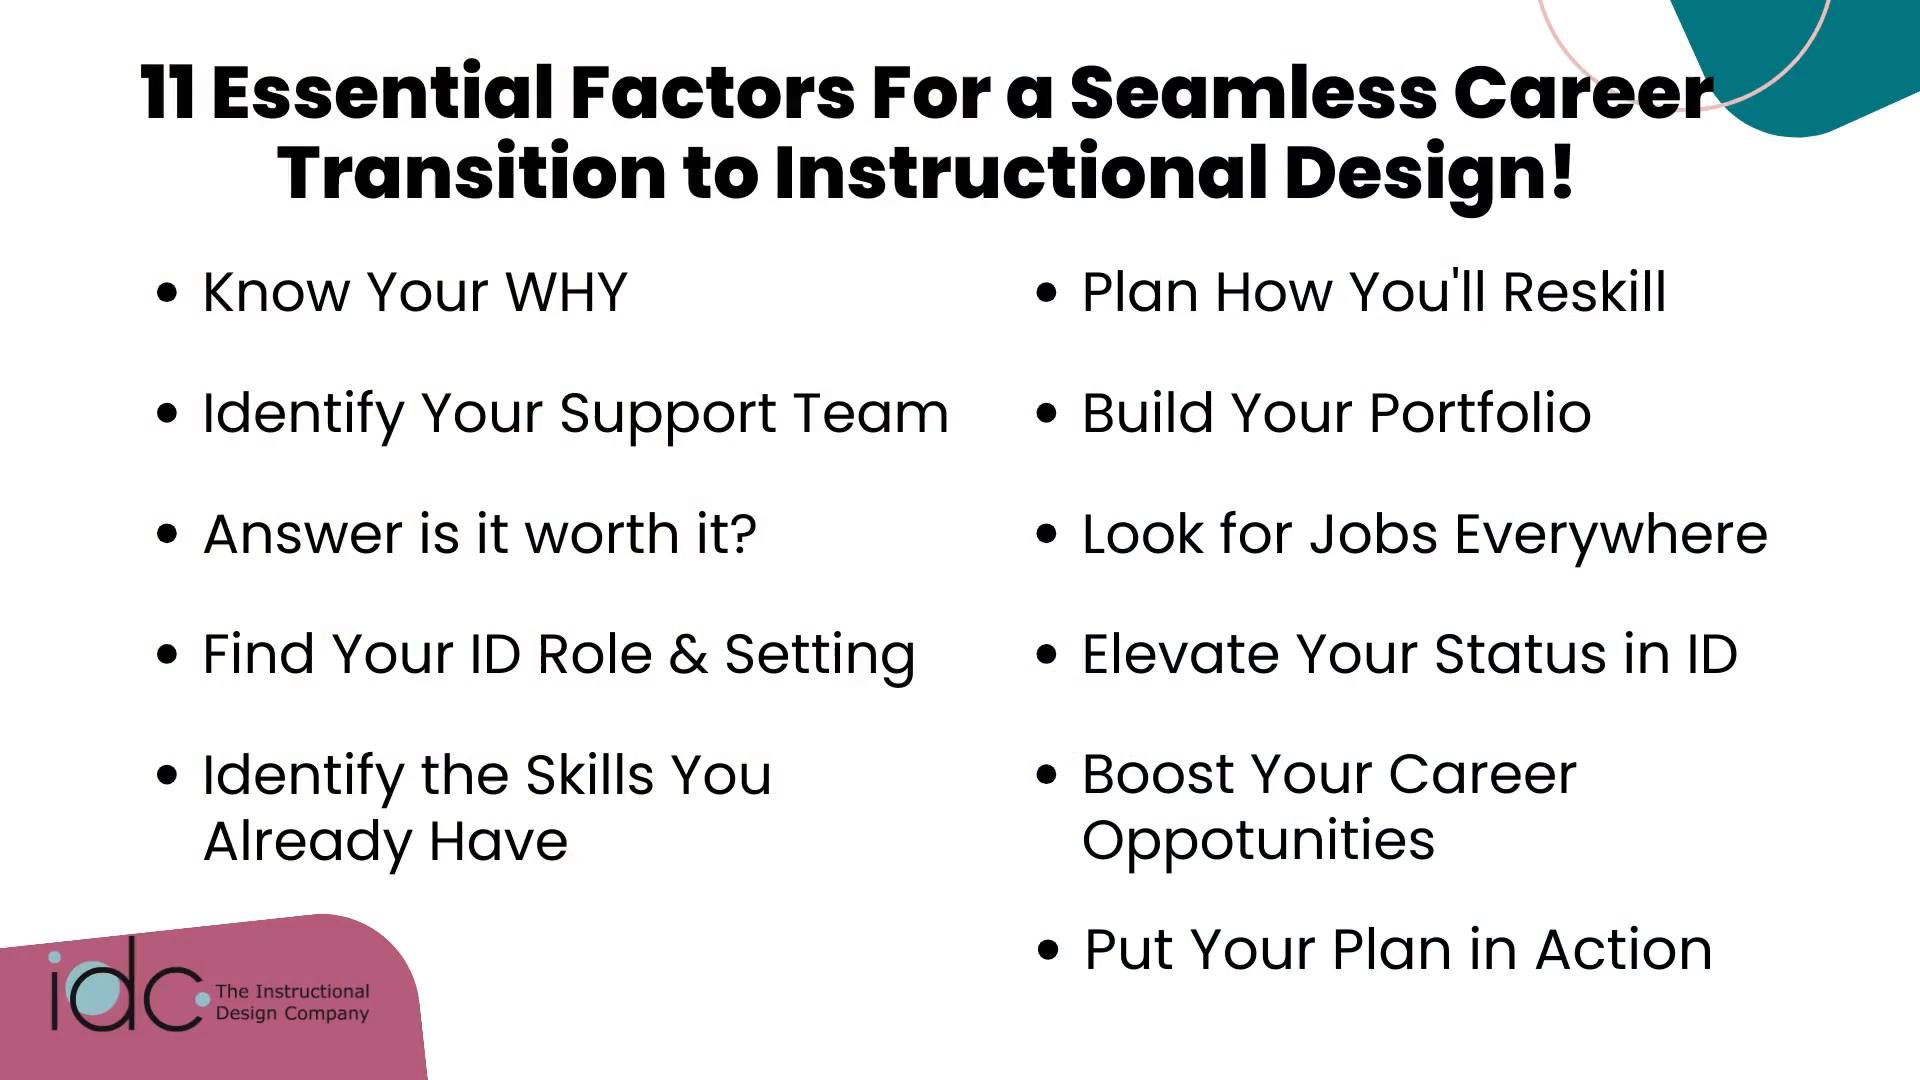 11 Essential Factors For a Seamless Career
Transition to Instructional Design!
• Know Your WHY
• Identify Your Support Team
• Answer is it worth it?
• Find Your ID Role & Setting
• Identify the Skills You
Already Have
• Plan How You'll Reskill
• Build Your Portfolio
• Look for Jobs Everywhere
• Elevate Your Status in ID
• Boost Your Career
Oppotunities
• Put Your Plan in Action
idc
The Instructional
Design Company